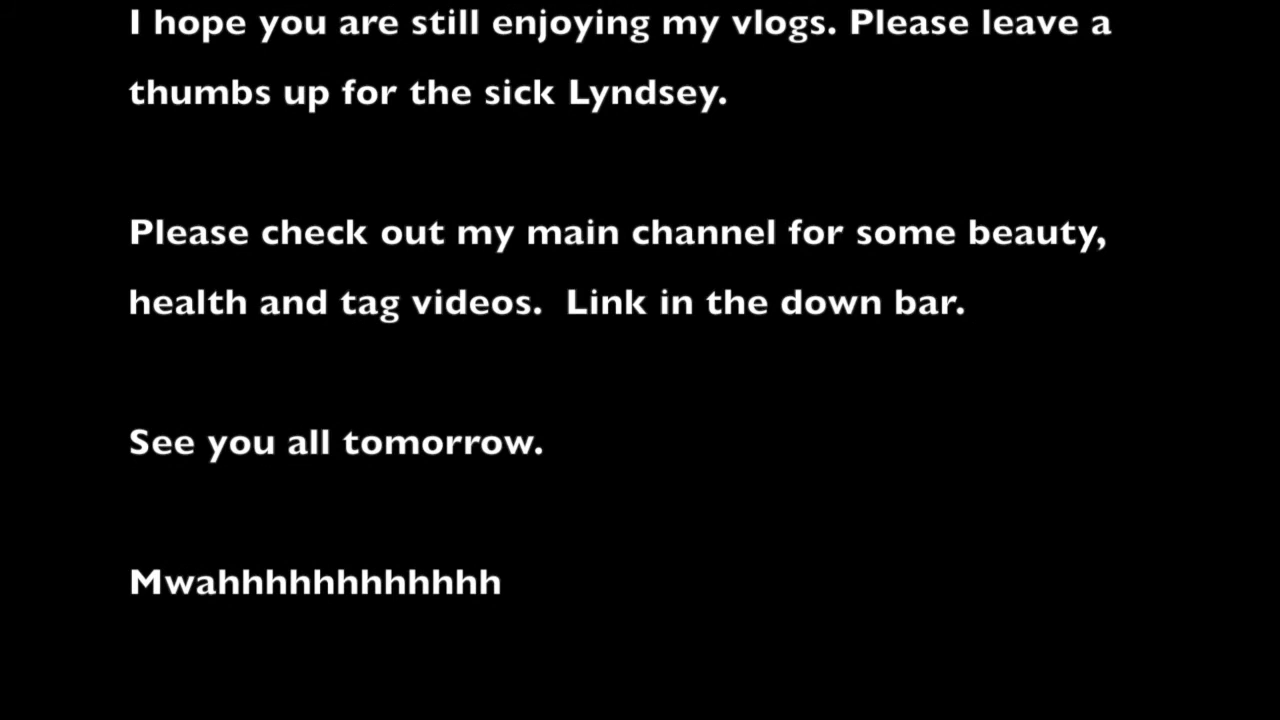 I hope you are still enjoying my vlogs. Please leave a
thumbs up for the sick Lyndsey.
Please check out my main channel for some beauty,
health and tag videos.  Link in the down bar.
See you all tomorrow.
Mwahhhhhhhhhhhh